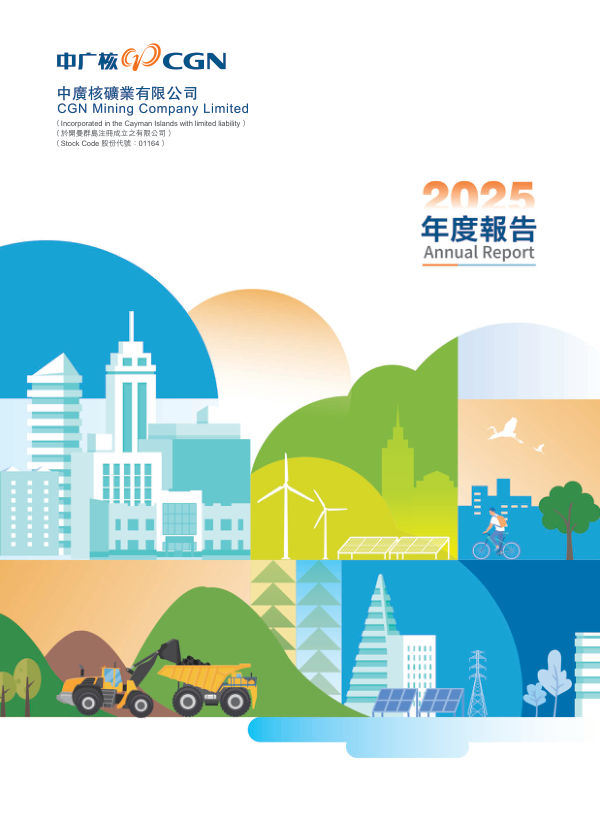 中广核 CGN
中廣核礦業有限公司
CGN Mining Company Limited
( Incorporated in the Cayman Islands with limited liability )
( 於開曼群島注冊成立之有限公司 )
( Stock Code 股份代號：01164 )
2025
年度報告
Annual Report